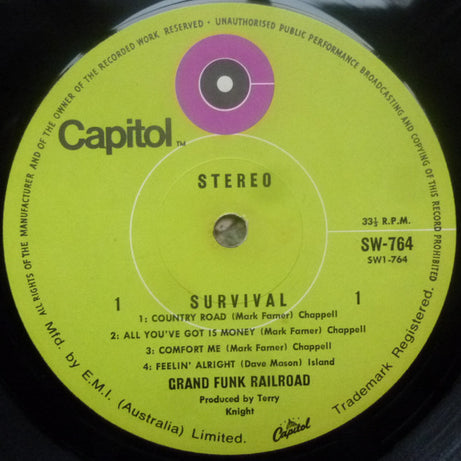 ALL RIGHTS OF THE MANUFACTURER AND OF THE OWNER OF THE RECORDED WORK RESERVED • UNAUTHORISED PUBLIC PERFORMANCE BROADCASTING AND COPYING OF THIS RECORD PROHIBITED
Capitol TM
STEREO
33⅓ R.P.M.
SW-764
SW1-764
1 SURVIVAL 1
1: COUNTRY ROAD (Mark Farner) Chappell
2: ALL YOU'VE GOT IS MONEY (Mark Farner) Chappell
3: COMFORT ME (Mark Farner) Chappell
4: FEELIN' ALRIGHT (Dave Mason) Island
GRAND FUNK RAILROAD
Produced by Terry
Knight
Mfd. by E.M.I. (Australia) Limited.
Capitol
Trademark Registered.